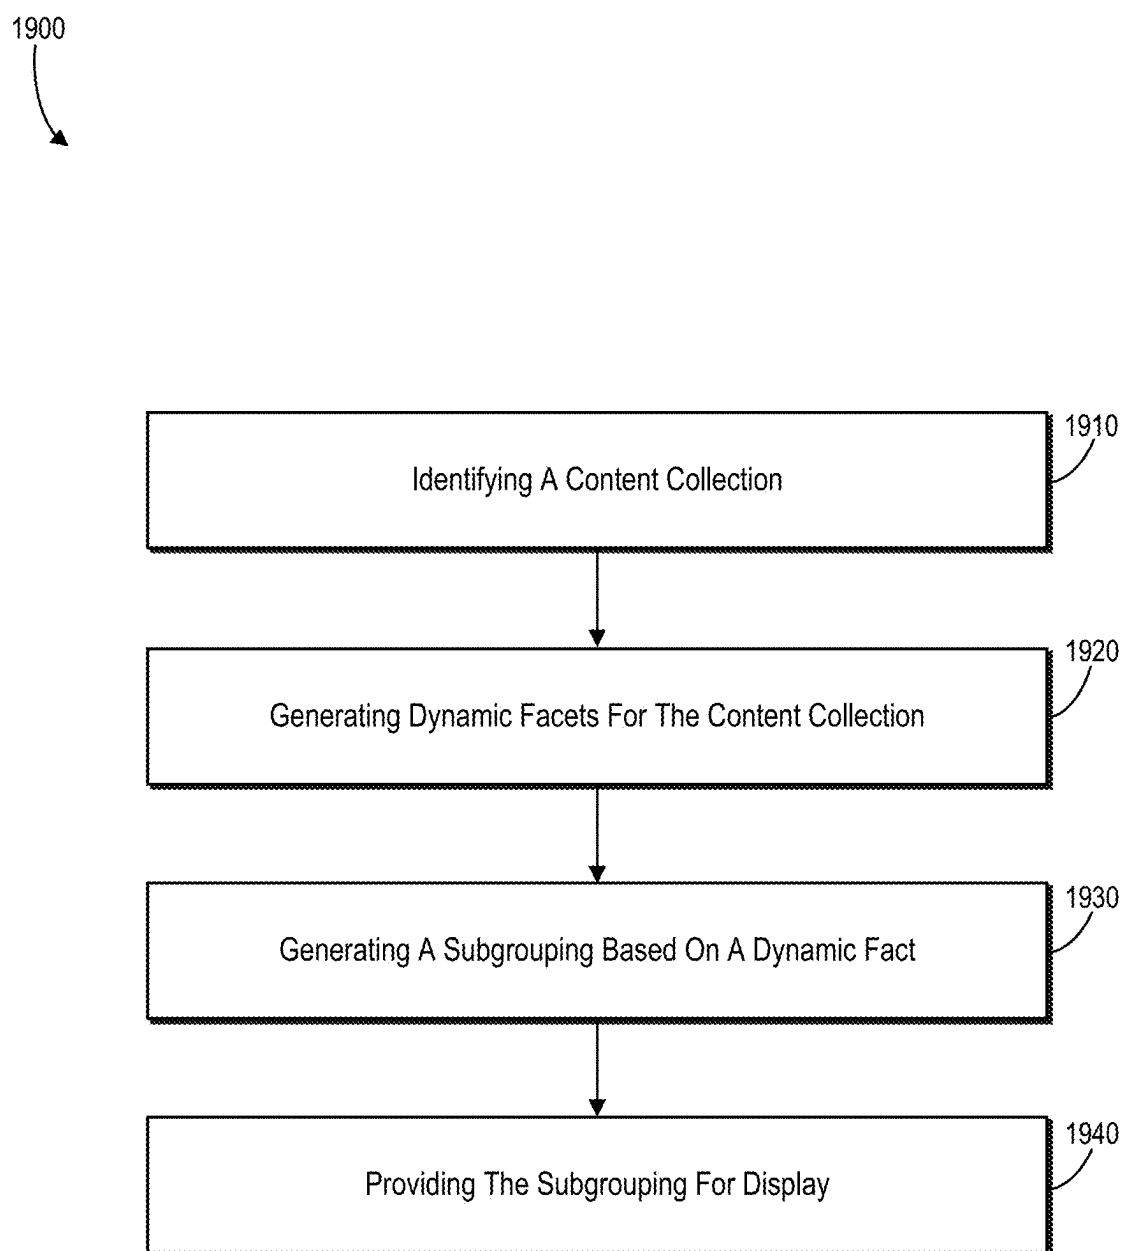 1900
Identifying A Content Collection
1910
Generating Dynamic Facets For The Content Collection
1920
Generating A Subgrouping Based On A Dynamic Fact
1930
Providing The Subgrouping For Display
1940